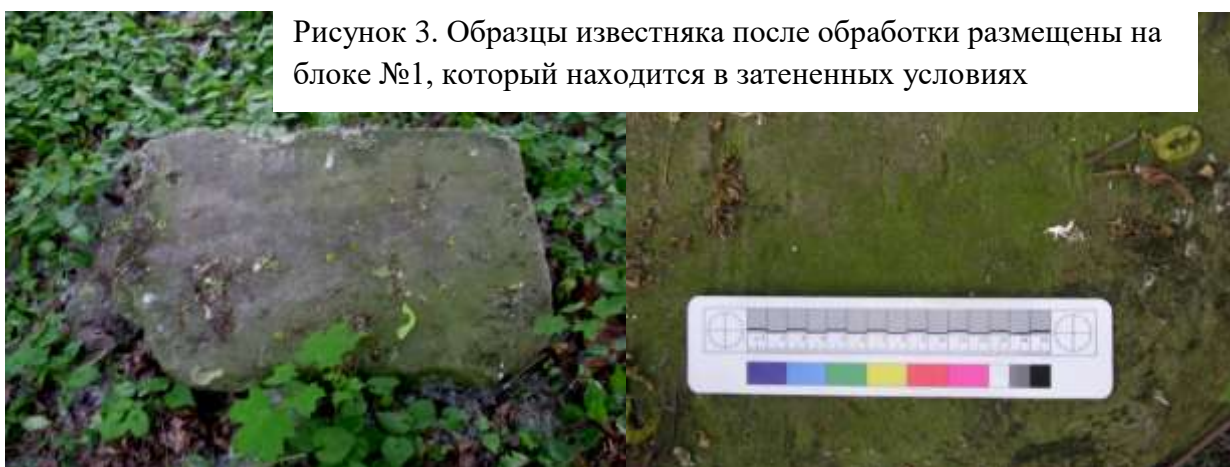 Рисунок 3. Образцы известняка после обработки размещены на
блоке №1, который находится в затененных условиях